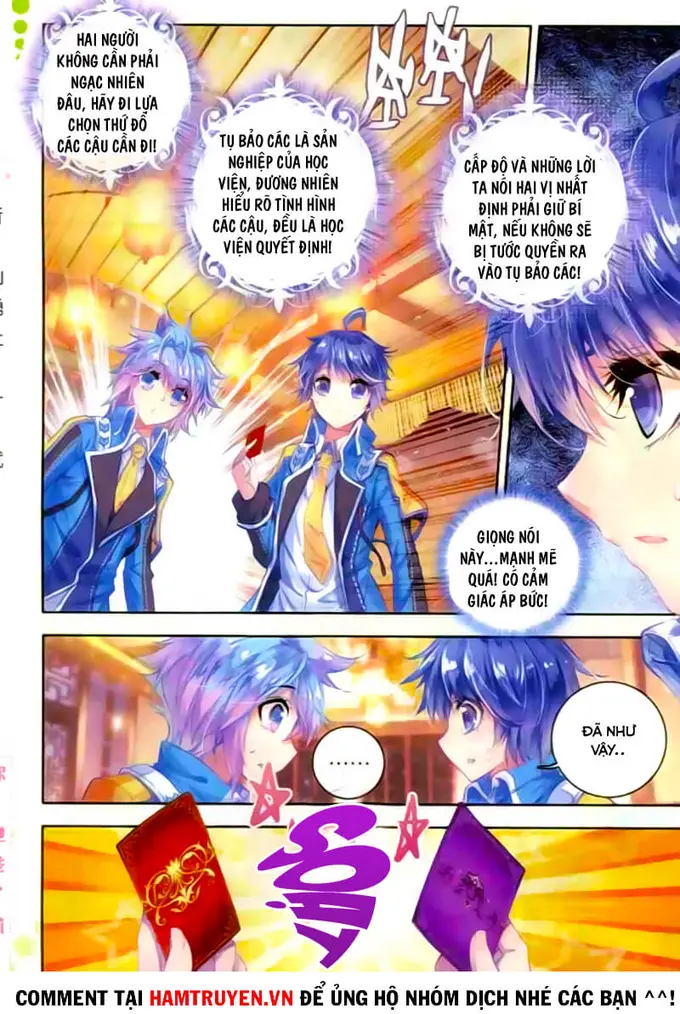 HAI NGƯỜI
KHÔNG CẦN PHẢI
NGẠC NHIÊN
ĐÂU, HÃY ĐI LỰA
CHỌN THỨ ĐỒ
CÁC CẬU CẦN ĐI!
TỤ BẢO CÁC LÀ SẢN
NGHIỆP CỦA HỌC
VIỆN, ĐƯƠNG NHIÊN
HIỂU RÕ TÌNH HÌNH
CÁC CẬU, ĐỀU LÀ HỌC
VIỆN QUYẾT ĐỊNH!
CẤP ĐỘ VÀ NHỮNG LỜI
TA NÓI HAI VỊ NHẤT
ĐỊNH PHẢI GIỮ BÍ
MẬT, NẾU KHÔNG SẼ
BỊ TƯỚC QUYỀN RA
VÀO TỤ BẢO CÁC!
GIỌNG NÓI
NÀY...MẠNH MẼ
QUÁ! CÓ CẢM
GIÁC ÁP BỨC!
......
ĐÃ NHƯ
VẬY..
COMMENT TẠI HAMTRUYEN.VN ĐỂ ỦNG HỘ NHÓM DỊCH NHÉ CÁC BẠN ^^!